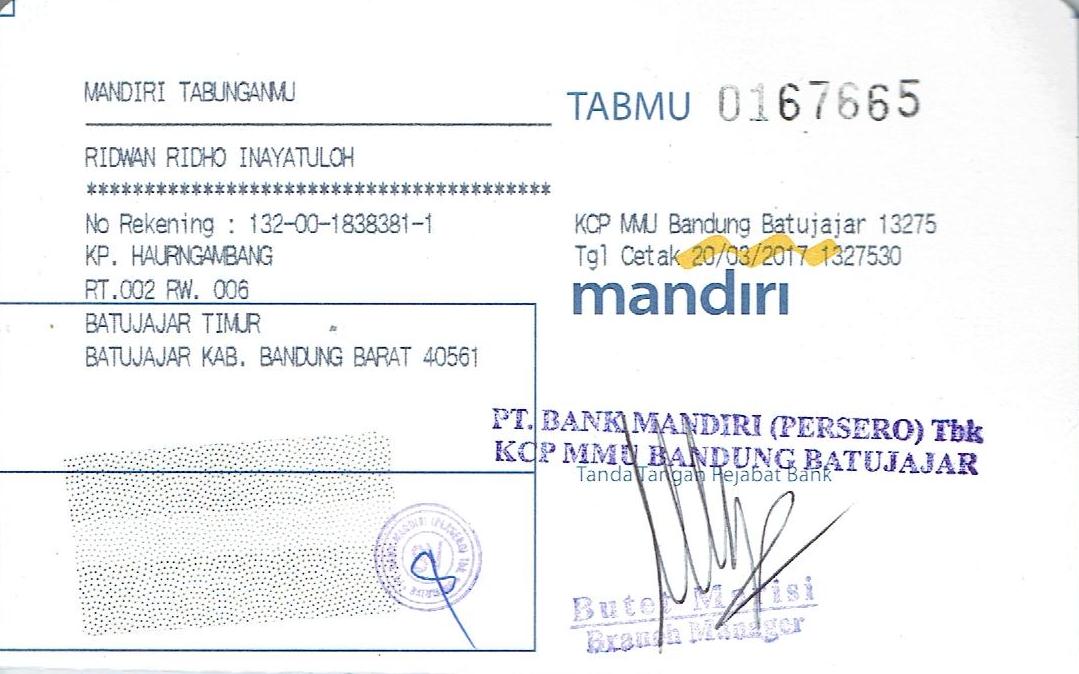 MANDIRI TABUNGANMU
TABMU 0167665
RIDWAN RIDHO INAYATULOH
****************************************
No Rekening : 132-00-1838381-1
KP. HAURNGAMBANG
RT.002 RW. 006
BATUJAJAR TIMUR
BATUJAJAR KAB. BANDUNG BARAT 40561
KCP MMU Bandung Batujajar 13275
Tgl Cetak 20/03/2017 1327530
mandiri
PT. BANK MANDIRI (PERSERO) Tbk
KCP MMU BANDUNG BATUJAJAR
Tanda Tangan Pejabat Bank
Branch Manager